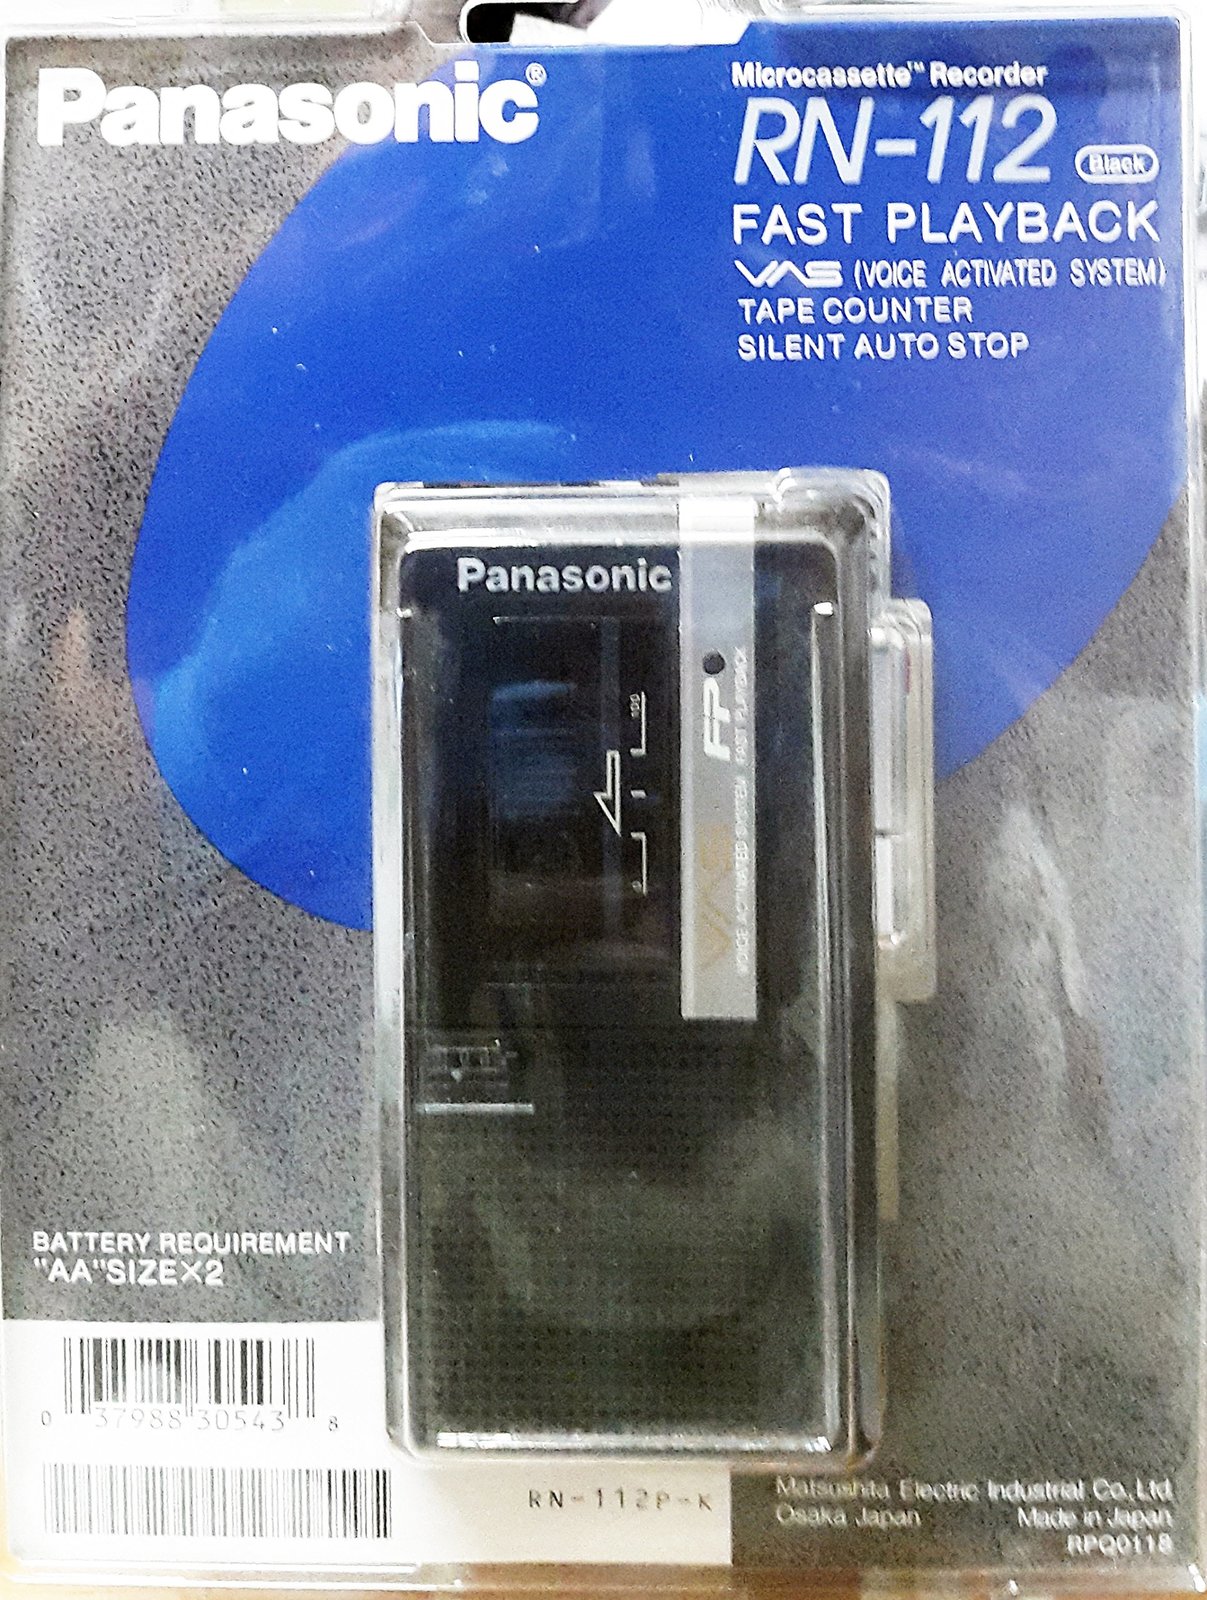 Panasonic®
Microcassette™ Recorder
RN-112 Black
FAST PLAYBACK
VAS (VOICE ACTIVATED SYSTEM)
TAPE COUNTER
SILENT AUTO STOP
Panasonic
100
0
FP
FAST PLAYBACK
VAS
VOICE ACTIVATED SYSTEM
BATTERY REQUIREMENT
"AA"SIZE×2
0 37988 30543 8
RN-112P-K
Matsushita Electric Industrial Co.,Ltd.
Osaka Japan Made in Japan
RPQ0118